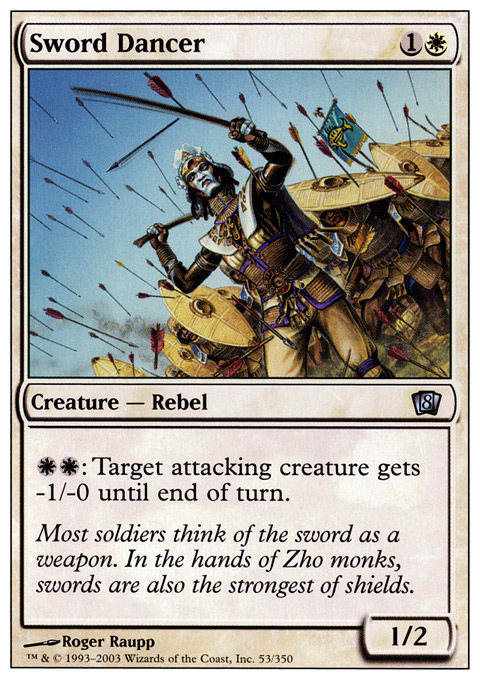 Sword Dancer 1
Creature — Rebel 8
: Target attacking creature gets
-1/-0 until end of turn.
Most soldiers think of the sword as a
weapon. In the hands of Zho monks,
swords are also the strongest of shields.
Roger Raupp
1/2
™ & © 1993–2003 Wizards of the Coast, Inc. 53/350